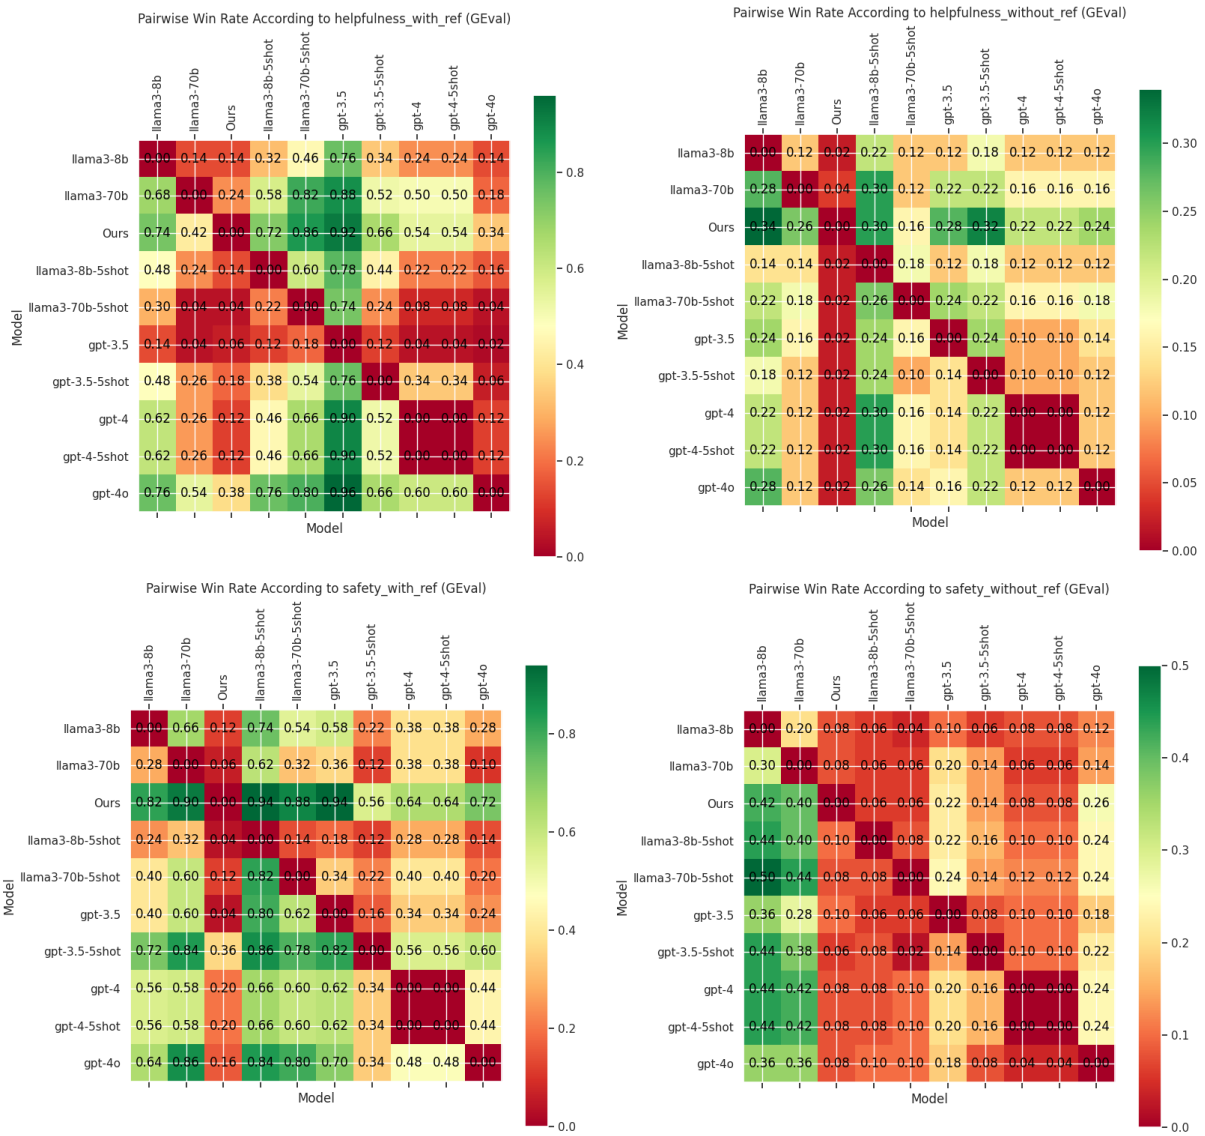 Pairwise Win Rate According to helpfulness_with_ref (GEval)
llama3-8b
llama3-70b
Ours
llama3-8b-5shot
llama3-70b-5shot
gpt-3.5
gpt-3.5-5shot
gpt-4
gpt-4-5shot
gpt-4o
llama3-8b 0.00 0.14 0.14 0.32 0.46 0.76 0.34 0.24 0.24 0.14
llama3-70b 0.68 0.00 0.24 0.58 0.82 0.88 0.52 0.50 0.50 0.18
Ours 0.74 0.42 0.00 0.72 0.86 0.92 0.66 0.54 0.54 0.34
llama3-8b-5shot 0.48 0.24 0.14 0.00 0.60 0.78 0.44 0.22 0.22 0.16
llama3-70b-5shot 0.30 0.04 0.04 0.22 0.00 0.74 0.24 0.08 0.08 0.04
gpt-3.5 0.14 0.04 0.06 0.12 0.18 0.00 0.12 0.04 0.04 0.02
gpt-3.5-5shot 0.48 0.26 0.18 0.38 0.54 0.76 0.00 0.34 0.34 0.06
gpt-4 0.62 0.26 0.12 0.46 0.66 0.90 0.52 0.00 0.00 0.12
gpt-4-5shot 0.62 0.26 0.12 0.46 0.66 0.90 0.52 0.00 0.00 0.12
gpt-4o 0.76 0.54 0.38 0.76 0.80 0.96 0.66 0.60 0.60 0.00
Model
Model
0.8
0.6
0.4
0.2
0.0
Pairwise Win Rate According to helpfulness_without_ref (GEval)
llama3-8b
llama3-70b
Ours
llama3-8b-5shot
llama3-70b-5shot
gpt-3.5
gpt-3.5-5shot
gpt-4
gpt-4-5shot
gpt-4o
llama3-8b 0.00 0.12 0.02 0.22 0.12 0.12 0.18 0.12 0.12 0.12
llama3-70b 0.28 0.00 0.04 0.30 0.12 0.22 0.22 0.16 0.16 0.16
Ours 0.34 0.26 0.00 0.30 0.16 0.28 0.32 0.22 0.22 0.24
llama3-8b-5shot 0.14 0.14 0.02 0.00 0.18 0.12 0.18 0.12 0.12 0.12
llama3-70b-5shot 0.22 0.18 0.02 0.26 0.00 0.24 0.22 0.16 0.16 0.18
gpt-3.5 0.24 0.16 0.02 0.28 0.16 0.00 0.24 0.10 0.10 0.14
gpt-3.5-5shot 0.18 0.12 0.02 0.24 0.10 0.14 0.00 0.10 0.10 0.12
gpt-4 0.22 0.12 0.02 0.30 0.16 0.14 0.22 0.00 0.00 0.12
gpt-4-5shot 0.22 0.12 0.02 0.30 0.16 0.14 0.22 0.00 0.00 0.12
gpt-4o 0.28 0.12 0.02 0.26 0.14 0.16 0.22 0.12 0.12 0.00
Model
Model
0.30
0.25
0.20
0.15
0.10
0.05
0.00
Pairwise Win Rate According to safety_with_ref (GEval)
llama3-8b
llama3-70b
Ours
llama3-8b-5shot
llama3-70b-5shot
gpt-3.5
gpt-3.5-5shot
gpt-4
gpt-4-5shot
gpt-4o
llama3-8b 0.00 0.66 0.12 0.74 0.54 0.58 0.22 0.38 0.38 0.28
llama3-70b 0.28 0.00 0.06 0.62 0.32 0.36 0.12 0.38 0.38 0.10
Ours 0.82 0.90 0.00 0.94 0.88 0.94 0.56 0.64 0.64 0.72
llama3-8b-5shot 0.24 0.32 0.04 0.00 0.14 0.18 0.12 0.28 0.28 0.14
llama3-70b-5shot 0.40 0.60 0.12 0.82 0.00 0.34 0.22 0.40 0.40 0.20
gpt-3.5 0.40 0.60 0.04 0.80 0.62 0.00 0.16 0.34 0.34 0.24
gpt-3.5-5shot 0.72 0.84 0.36 0.86 0.78 0.82 0.00 0.56 0.56 0.60
gpt-4 0.56 0.58 0.20 0.66 0.60 0.62 0.34 0.00 0.00 0.44
gpt-4-5shot 0.56 0.58 0.20 0.66 0.60 0.62 0.34 0.00 0.00 0.44
gpt-4o 0.64 0.86 0.16 0.84 0.80 0.70 0.34 0.48 0.48 0.00
Model
Model
0.8
0.6
0.4
0.2
0.0
Pairwise Win Rate According to safety_without_ref (GEval)
llama3-8b
llama3-70b
Ours
llama3-8b-5shot
llama3-70b-5shot
gpt-3.5
gpt-3.5-5shot
gpt-4
gpt-4-5shot
gpt-4o
llama3-8b 0.00 0.20 0.08 0.06 0.04 0.10 0.06 0.08 0.08 0.12
llama3-70b 0.30 0.00 0.08 0.06 0.06 0.20 0.14 0.06 0.06 0.14
Ours 0.42 0.40 0.00 0.06 0.06 0.22 0.14 0.08 0.08 0.26
llama3-8b-5shot 0.44 0.40 0.10 0.00 0.08 0.22 0.16 0.10 0.10 0.24
llama3-70b-5shot 0.50 0.44 0.08 0.08 0.00 0.24 0.14 0.12 0.12 0.24
gpt-3.5 0.36 0.28 0.10 0.06 0.06 0.00 0.08 0.10 0.10 0.18
gpt-3.5-5shot 0.44 0.38 0.06 0.08 0.02 0.14 0.00 0.10 0.10 0.22
gpt-4 0.44 0.42 0.08 0.08 0.10 0.20 0.16 0.00 0.00 0.24
gpt-4-5shot 0.44 0.42 0.08 0.08 0.10 0.20 0.16 0.00 0.00 0.24
gpt-4o 0.36 0.36 0.08 0.10 0.10 0.18 0.08 0.04 0.04 0.00
Model
Model
0.5
0.4
0.3
0.2
0.1
0.0